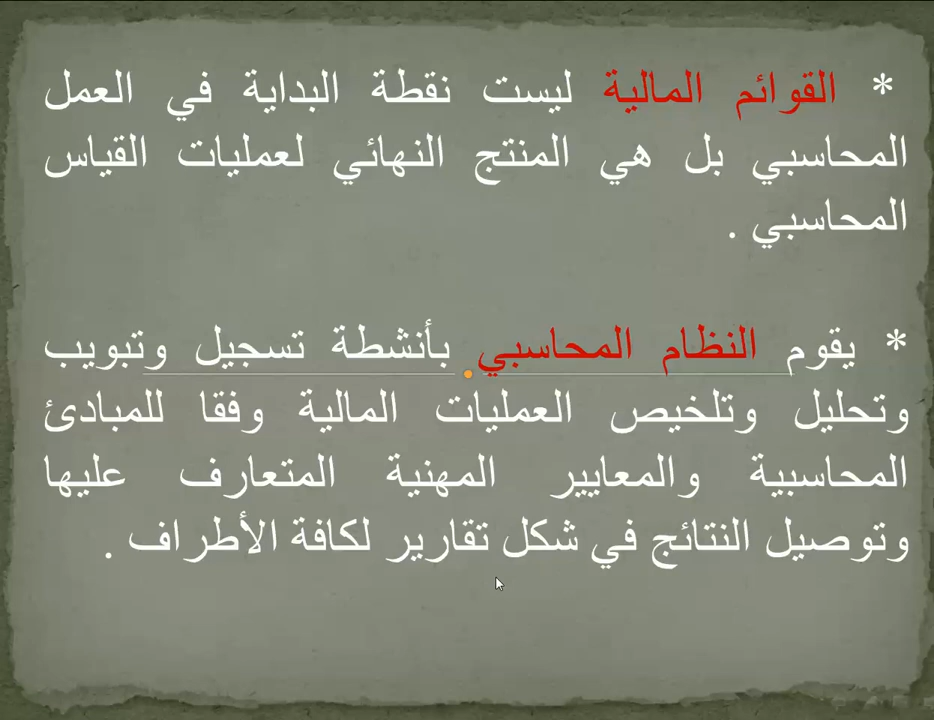 * القوائم المالية ليست نقطة البداية في العمل
المحاسبي بل هي المنتج النهائي لعمليات القياس
المحاسبي .
* يقوم النظام المحاسبي بأنشطة تسجيل وتبويب
وتحليل وتلخيص العمليات المالية وفقا للمبادئ
المحاسبية والمعايير المهنية المتعارف عليها
وتوصيل النتائج في شكل تقارير لكافة الأطراف .